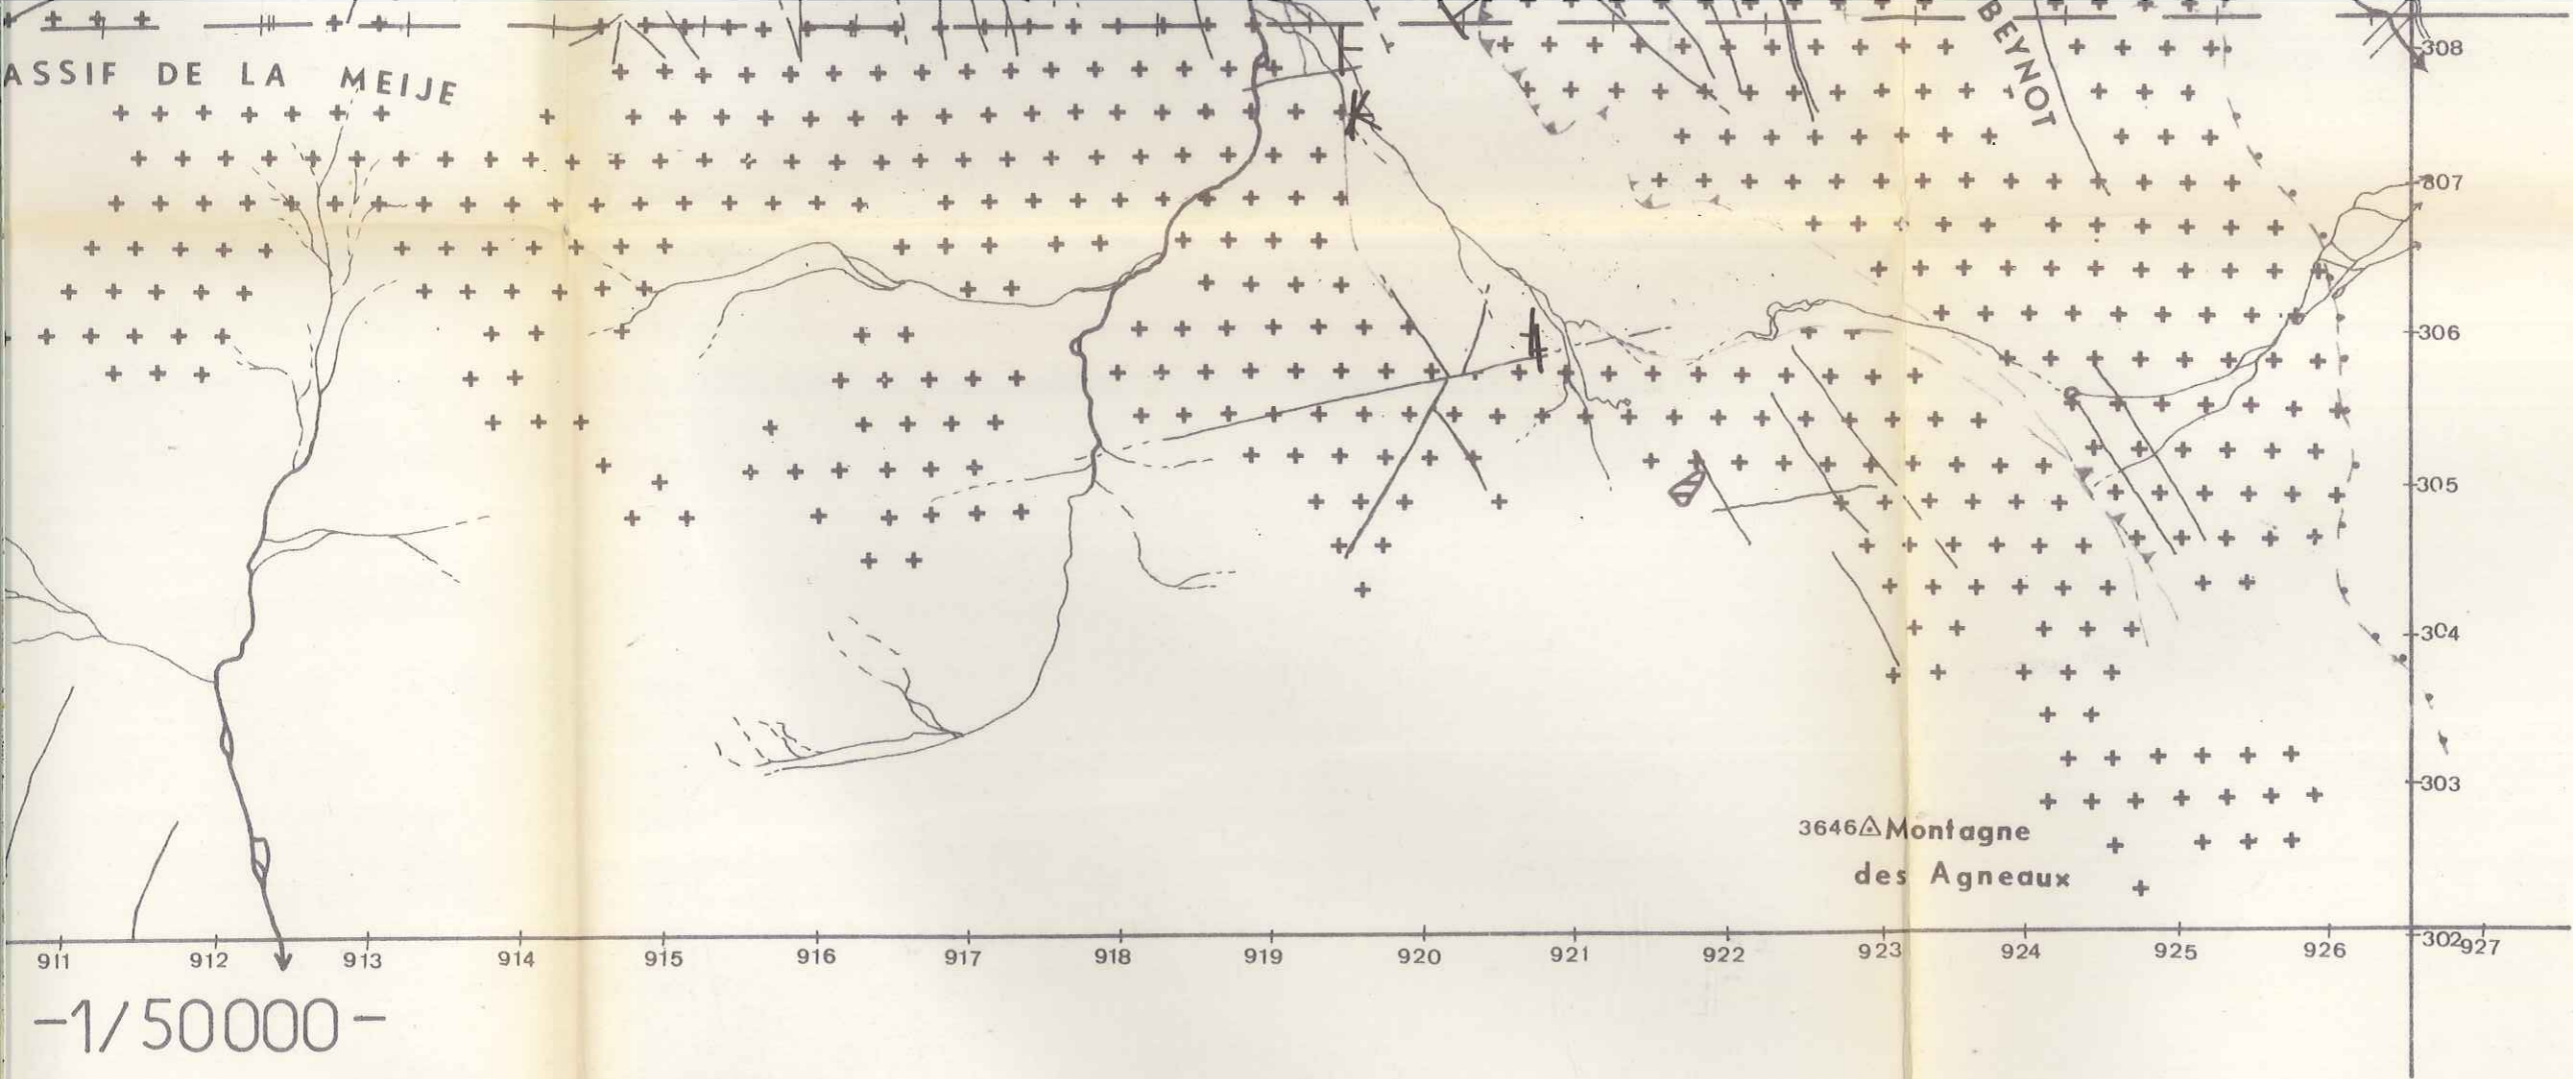 ASSIF DE LA MEIJE
BEYNOT
308
307
306
305
304
303
3646 Montagne
des Agneaux
302
911 912 913 914 915 916 917 918 919 920 921 922 923 924 925 926 927
-1/50000-